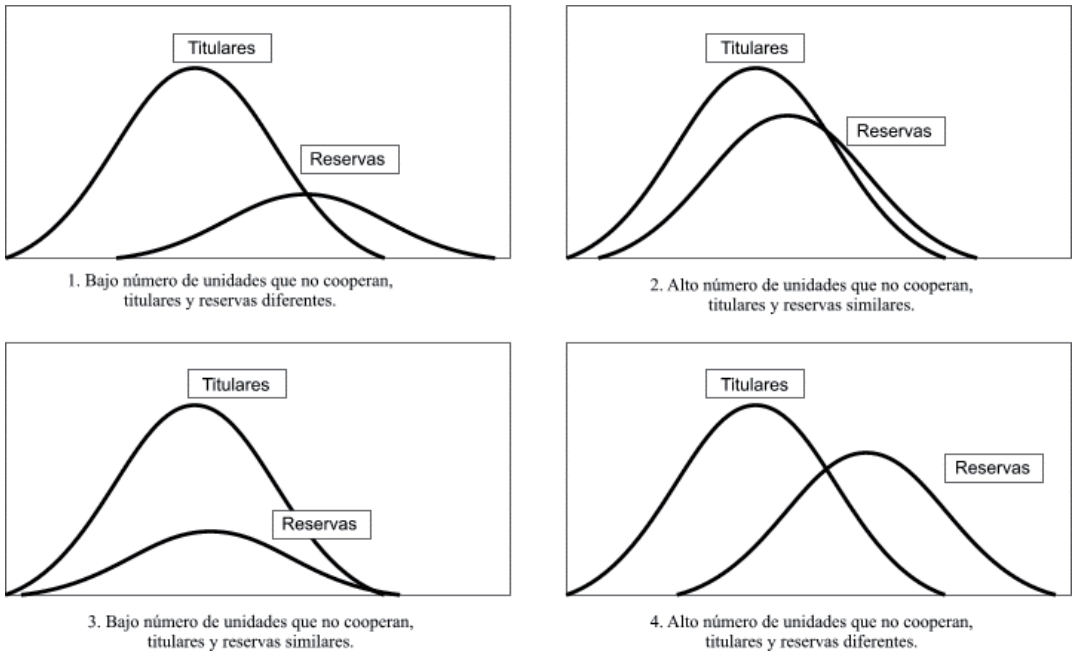 Titulares
Reservas
1. Bajo número de unidades que no cooperan,
titulares y reservas diferentes.
Titulares
Reservas
2. Alto número de unidades que no cooperan,
titulares y reservas similares.
Titulares
Reservas
3. Bajo número de unidades que no cooperan,
titulares y reservas similares.
Titulares
Reservas
4. Alto número de unidades que no cooperan,
titulares y reservas diferentes.